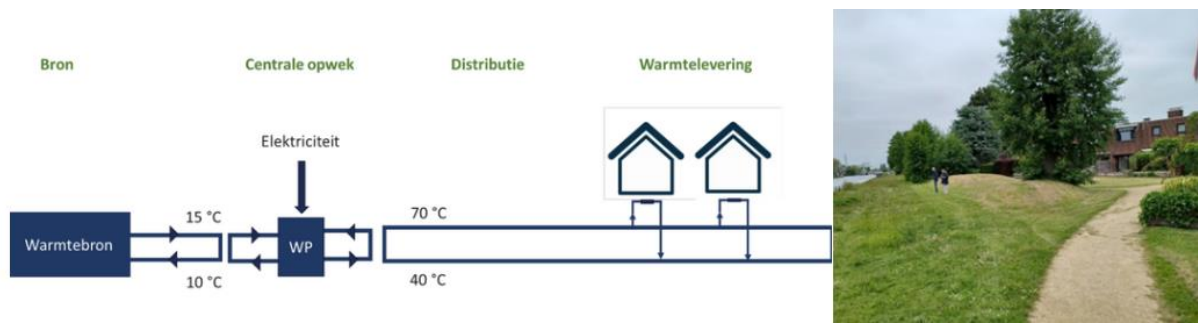 Bron
Centrale opwek
Distributie
Warmtelevering
Elektriciteit
15 °C
70 °C
Warmtebron
WP
10 °C
40 °C